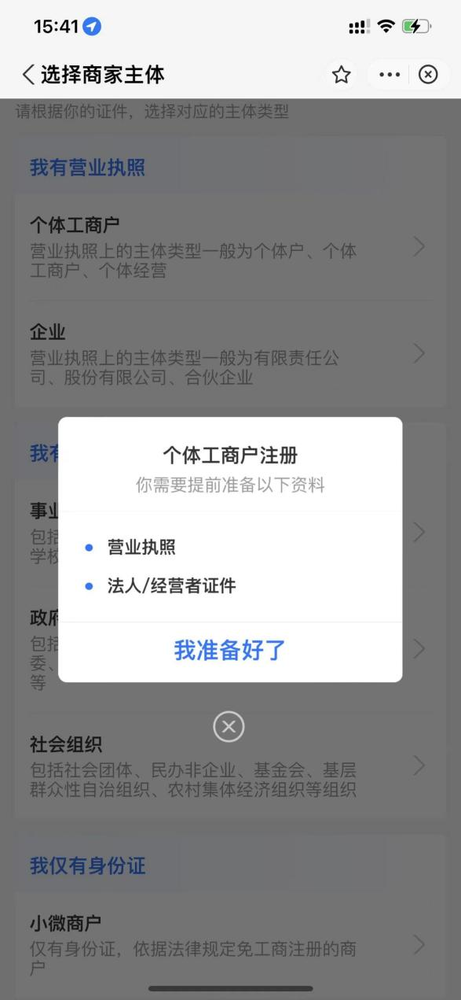 15:41
选择商家主体
请根据你的证件，选择对应的主体类型
我有营业执照
个体工商户
营业执照上的主体类型一般为个体户、个体
工商户、个体经营
企业
营业执照上的主体类型一般为有限责任公
司、股份有限公司、合伙企业
我有
事业
包括
学校
政府
包括
委、
等
个体工商户注册
你需要提前准备以下资料
营业执照
法人/经营者证件
我准备好了
社会组织
包括社会团体、民办非企业、基金会、基层
群众性自治组织、农村集体经济组织等组织
我仅有身份证
小微商户
仅有身份证，依据法律规定免工商注册的商
户